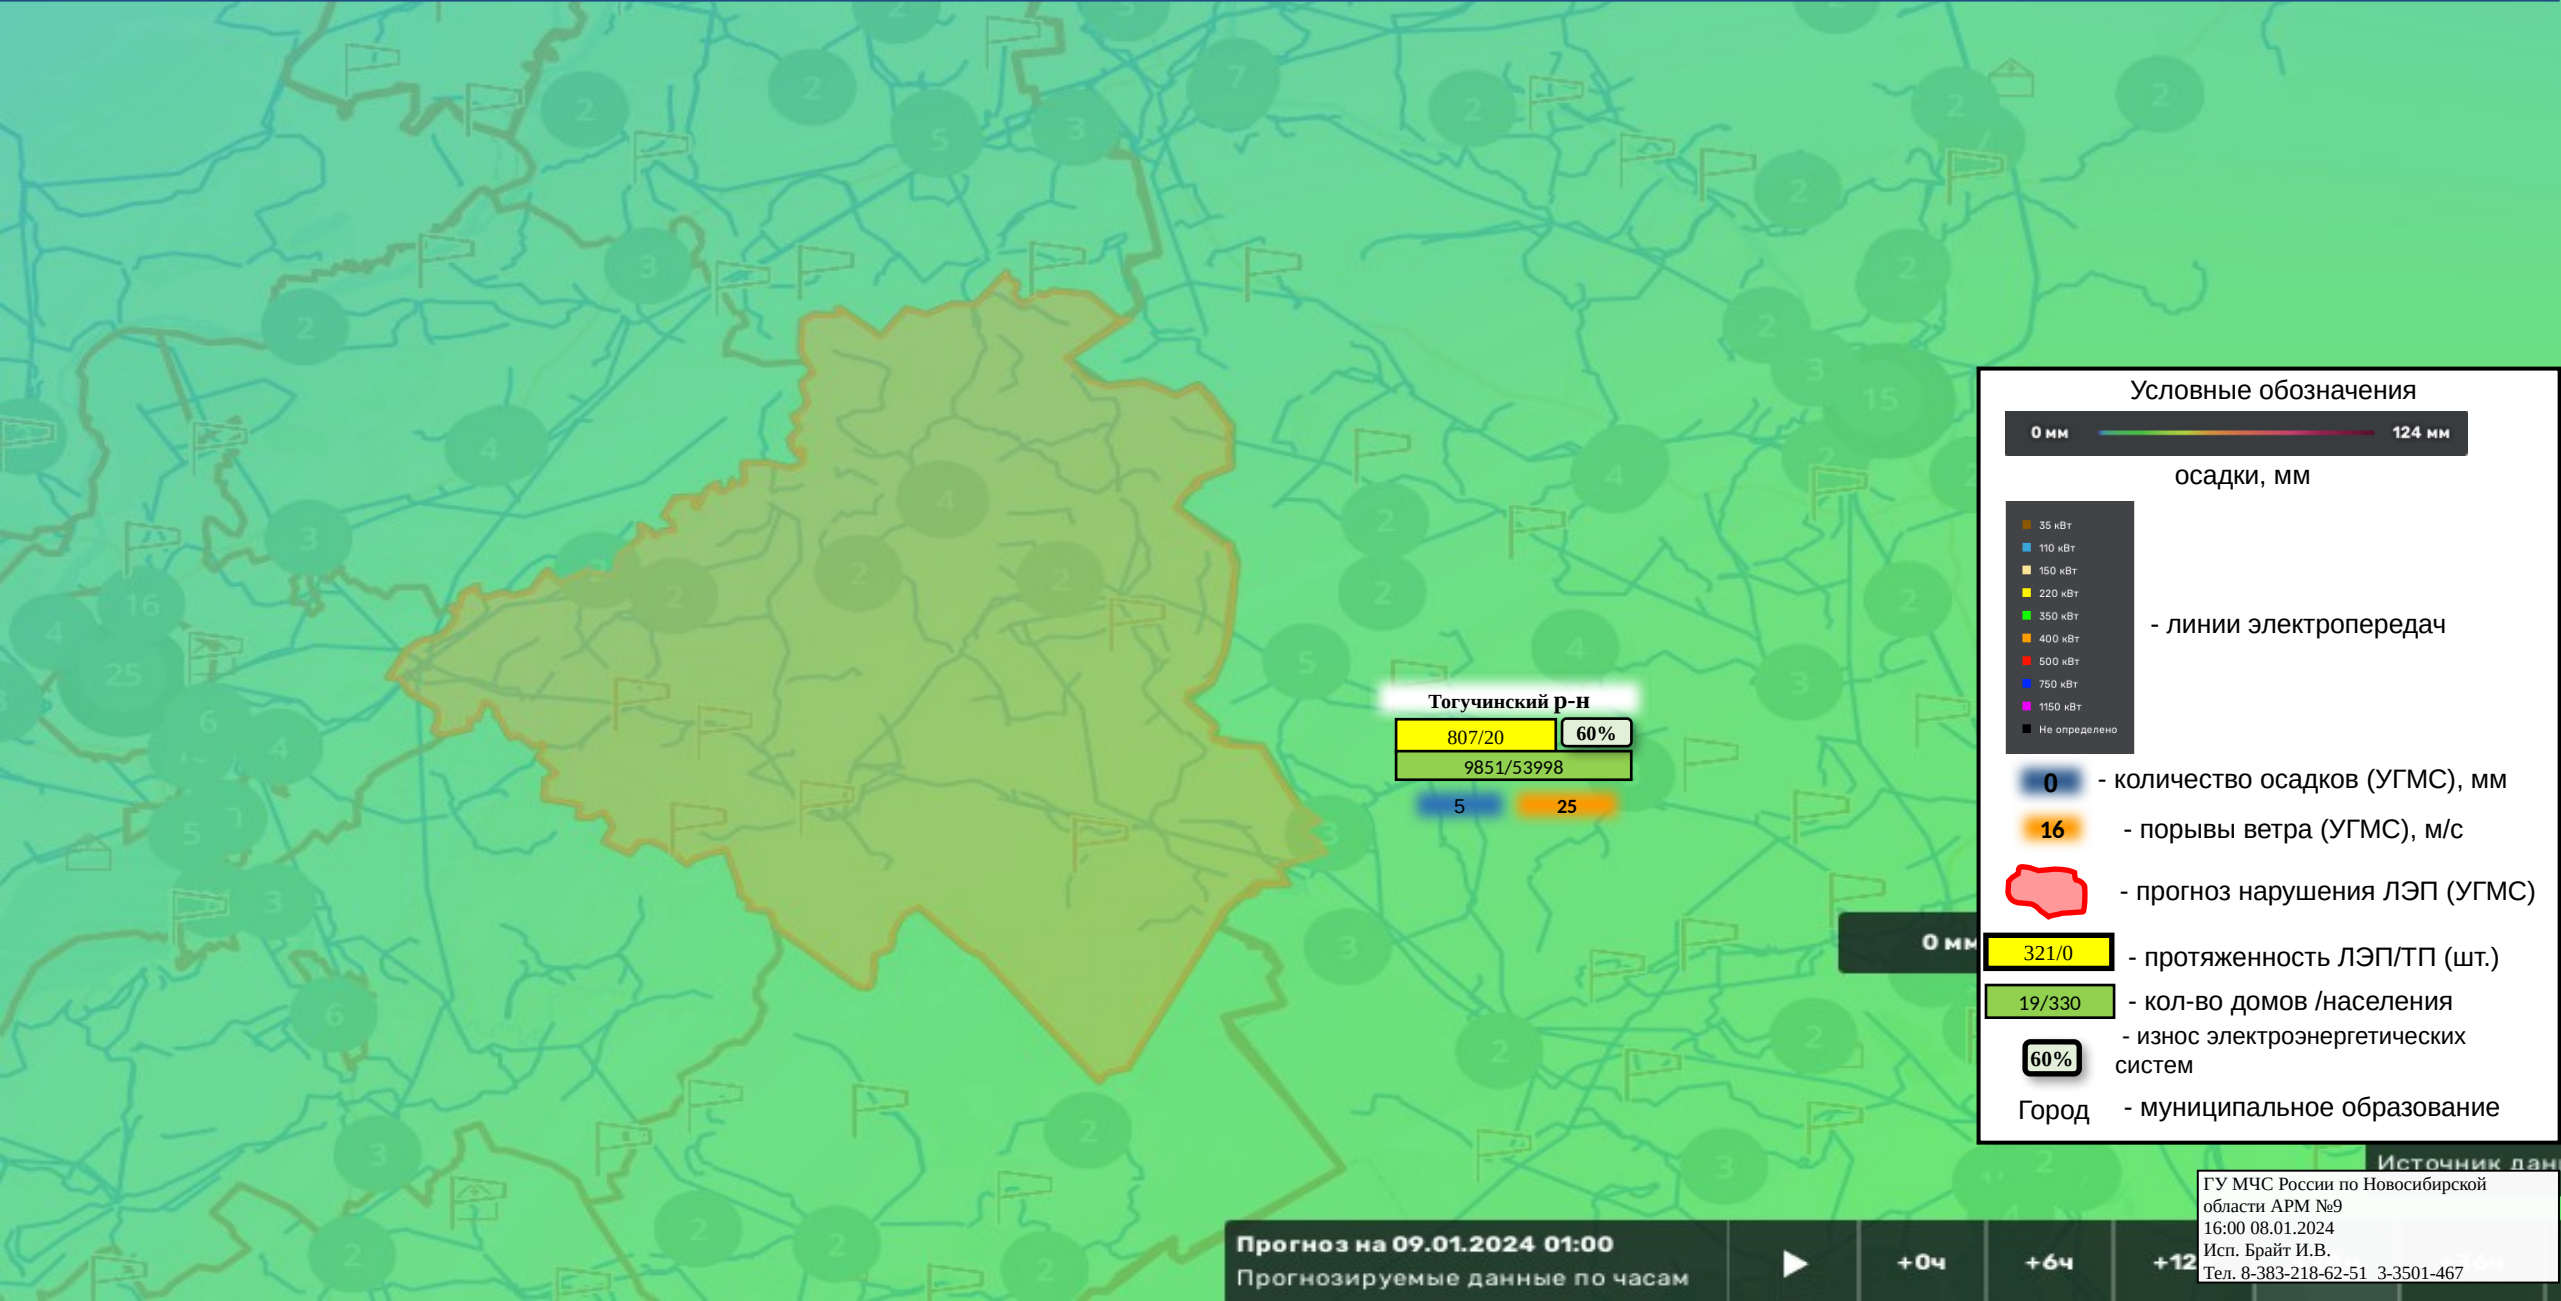 Тогучинский р-н
807/20
60%
9851/53998
5
25
Условные обозначения
0 мм
124 мм
осадки, мм
35 кВт
110 кВт
150 кВт
220 кВт
350 кВт
400 кВт
500 кВт
750 кВт
1150 кВт
Не определено
- линии электропередач
0 - количество осадков (УГМС), мм
16 - порывы ветра (УГМС), м/с
- прогноз нарушения ЛЭП (УГМС)
0 мм
321/0 - протяженность ЛЭП/ТП (шт.)
19/330 - кол-во домов /населения
60% - износ электроэнергетических
систем
Город - муниципальное образование
Источник
ГУ МЧС России по Новосибирской
области АРМ №9
16:00 08.01.2024
Исп. Брайт И.В.
Тел. 8-383-218-62-51 3-3501-467
Прогноз на 09.01.2024 01:00
Прогнозируемые данные по часам
+0ч
+6ч
+12